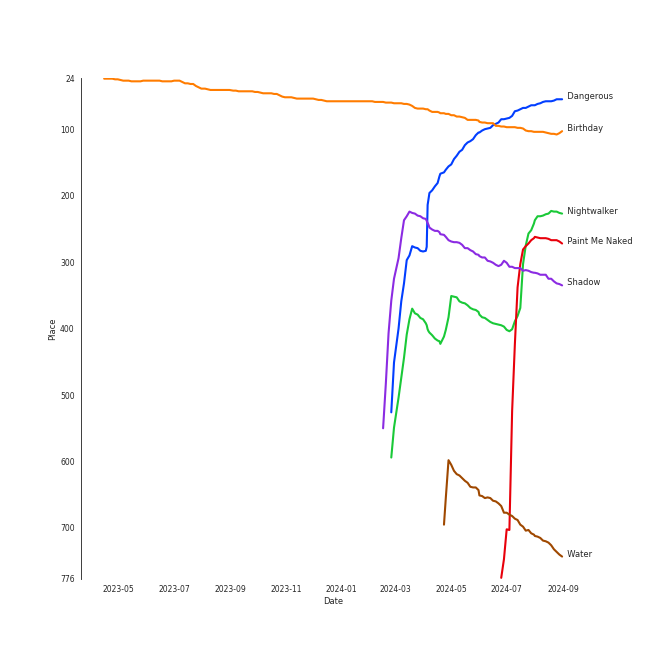 24
100
200
300
400
500
600
700
776
Place
2023-05
2023-07
2023-09
2023-11
2024-01
2024-03
2024-05
2024-07
2024-09
Date
Dangerous
Birthday
Nightwalker
Paint Me Naked
Shadow
Water